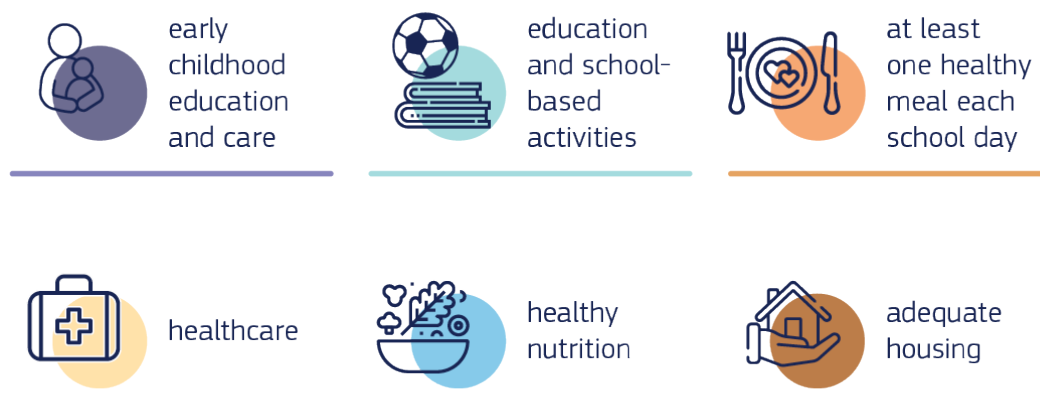 early
childhood
education
and care
education
and school-
based
activities
at least
one healthy
meal each
school day
healthcare
healthy
nutrition
adequate
housing